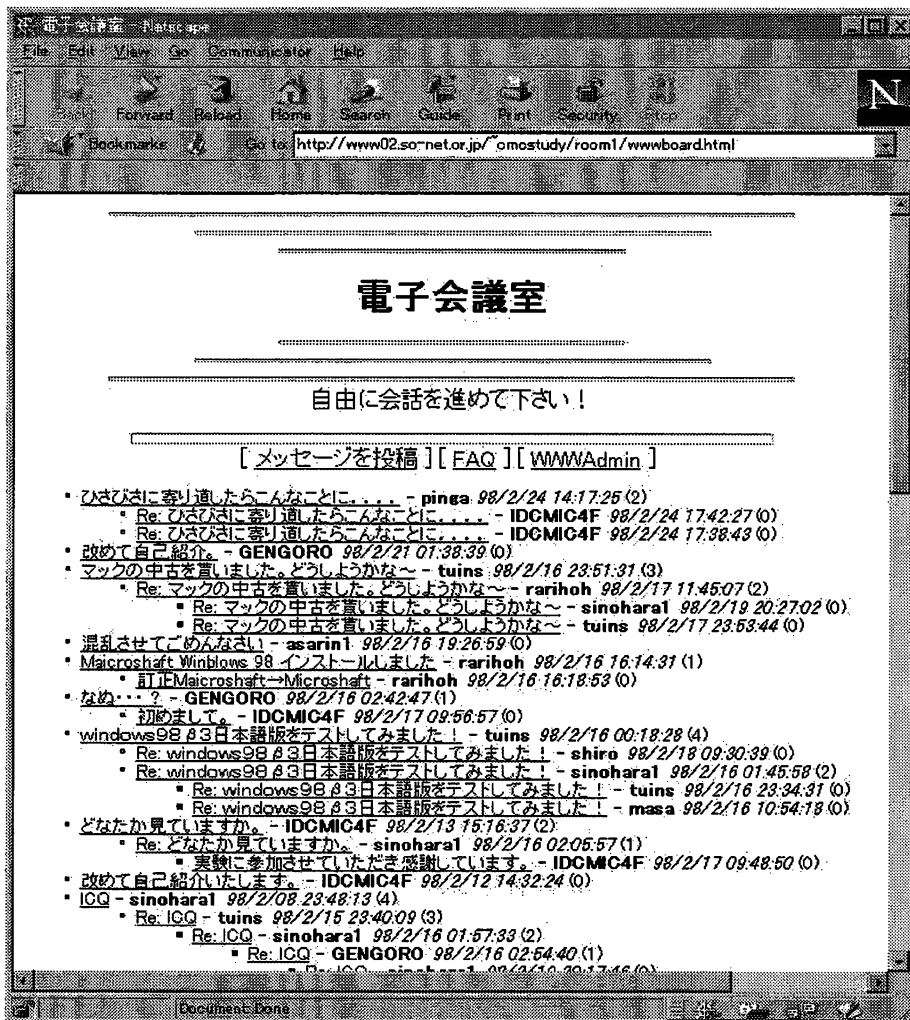 電子会議室 - Netscape
File Edit View Go Communicator Help
Back Forward Reload Home Search Guide Print Security Stop
N
Bookmarks Go to: http://www02.so-net.or.jp/~omostudy/room1/wwwboard.html
電子会議室
自由に会話を進めて下さい！
[ メッセージを投稿 ] [ FAQ ] [ WWWAdmin ]
・ひさびさに寄り道したらこんなことに．．．． - pinga 98/2/24 14:17:25 (2)
・Re: ひさびさに寄り道したらこんなことに．．．． - IDCMIC4F 98/2/24 17:42:27 (0)
・Re: ひさびさに寄り道したらこんなことに．．．． - IDCMIC4F 98/2/24 17:38:43 (0)
・改めて自己紹介。 - GENGORO 98/2/21 01:38:39 (0)
・マックの中古を貰いました。どうしようかな～ - tuins 98/2/16 23:51:31 (3)
・Re: マックの中古を貰いました。どうしようかな～ - rarihoh 98/2/17 11:45:07 (2)
▪ Re: マックの中古を貰いました。どうしようかな～ - sinohara1 98/2/19 20:27:02 (0)
▪ Re: マックの中古を貰いました。どうしようかな～ - tuins 98/2/17 23:53:44 (0)
・混乱させてごめんなさい - asarin1 98/2/16 19:26:59 (0)
・Maicroshaft Winblows 98 インストールしました - rarihoh 98/2/16 16:14:31 (1)
・訂正Maicroshaft→Microshaft - rarihoh 98/2/16 16:18:53 (0)
・なぬ・・・？ - GENGORO 98/2/16 02:42:47 (1)
・初めまして。 - IDCMIC4F 98/2/17 09:56:57 (0)
・windows98 β3日本語版をテストしてみました！ - tuins 98/2/16 00:18:28 (4)
・Re: windows98 β3日本語版をテストしてみました！ - shiro 98/2/18 09:30:39 (0)
・Re: windows98 β3日本語版をテストしてみました！ - sinohara1 98/2/16 01:45:58 (2)
▪ Re: windows98 β3日本語版をテストしてみました！ - tuins 98/2/16 23:34:31 (0)
▪ Re: windows98 β3日本語版をテストしてみました！ - masa 98/2/16 10:54:18 (0)
・どなたか見ていますか。 - IDCMIC4F 98/2/13 15:16:37 (2)
・Re: どなたか見ていますか。 - sinohara1 98/2/16 02:05:57 (1)
▪ 実験に参加させていただき感謝しています。 - IDCMIC4F 98/2/17 09:48:50 (0)
・改めて自己紹介いたします。 - IDCMIC4F 98/2/12 14:32:24 (0)
・ICQ - sinohara1 98/2/08 23:48:13 (4)
・Re: ICQ - tuins 98/2/15 23:40:09 (3)
▪ Re: ICQ - sinohara1 98/2/16 01:57:33 (2)
▪ Re: ICQ - GENGORO 98/2/16 02:54:40 (1)
▪ Re: ICQ - sinohara1
Document: Done